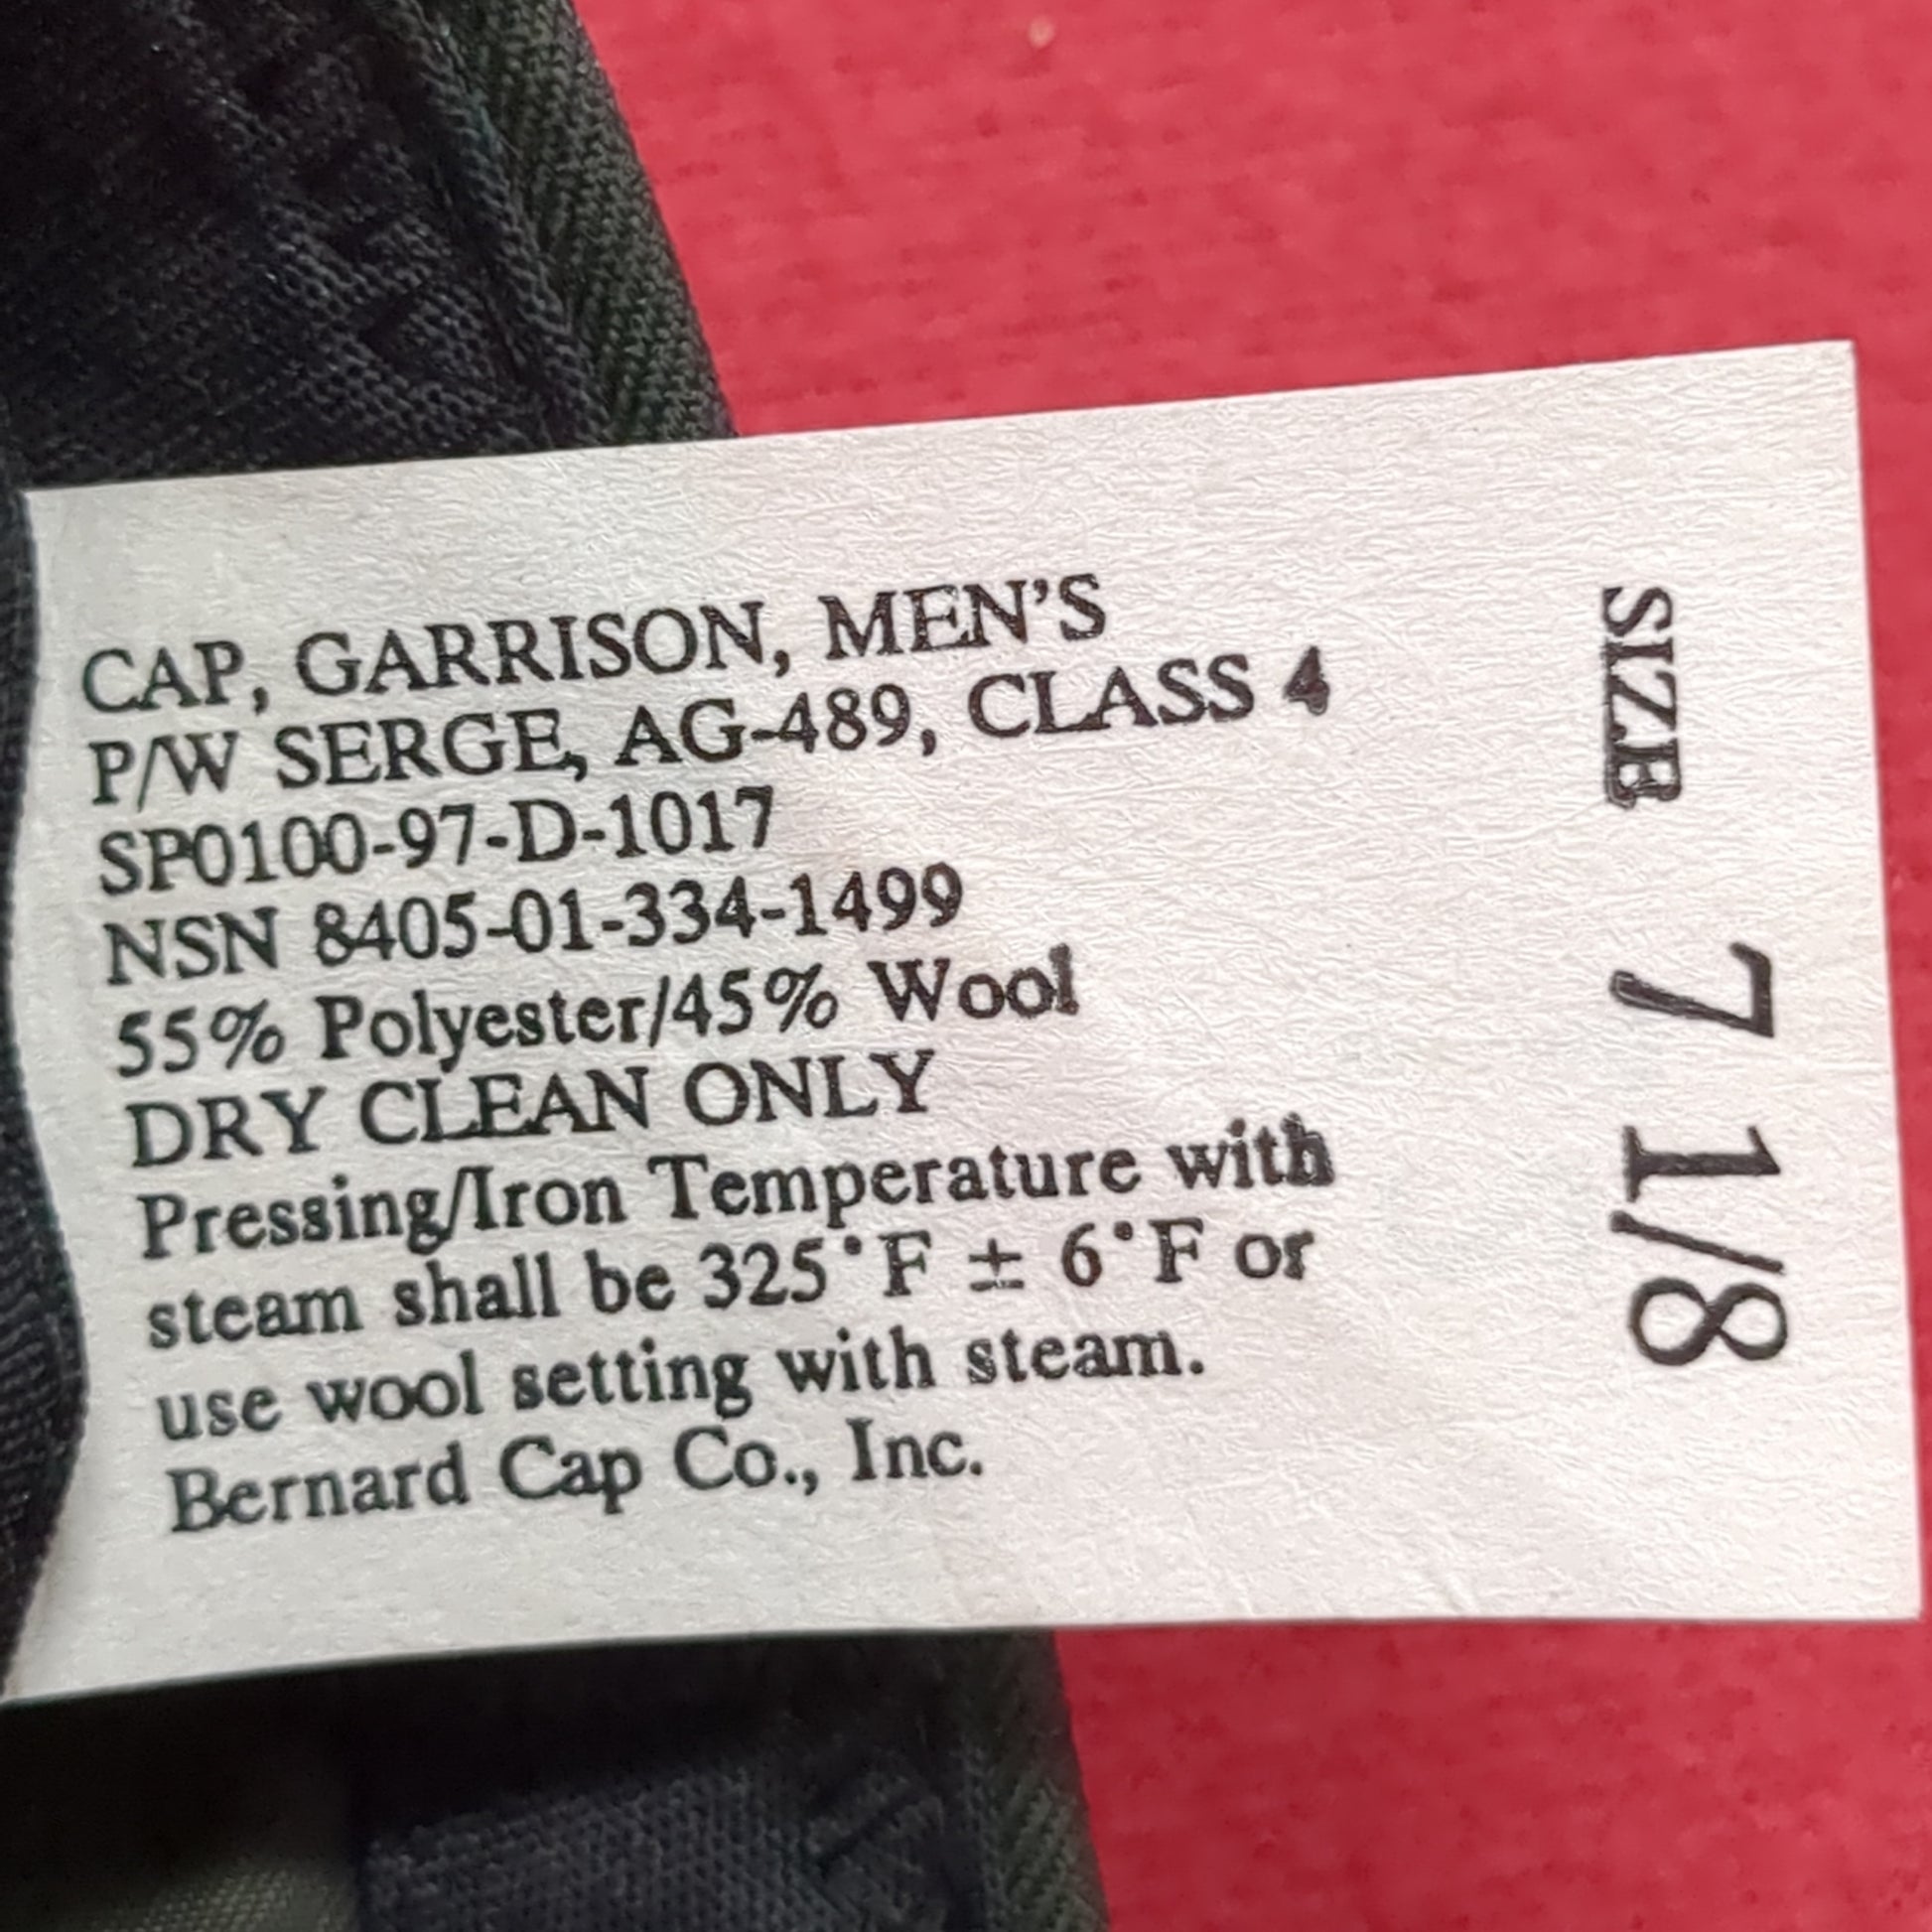 CAP, GARRISON, MEN'S
P/W SERGE, AG-489, CLASS 4
SP0100-97-D-1017
NSN 8405-01-334-1499
55% Polyester/45% Wool
DRY CLEAN ONLY
Pressing/Iron Temperature with
steam shall be 325°F ± 6°F or
use wool setting with steam.
Bernard Cap Co., Inc.
SIZE 7 1/8